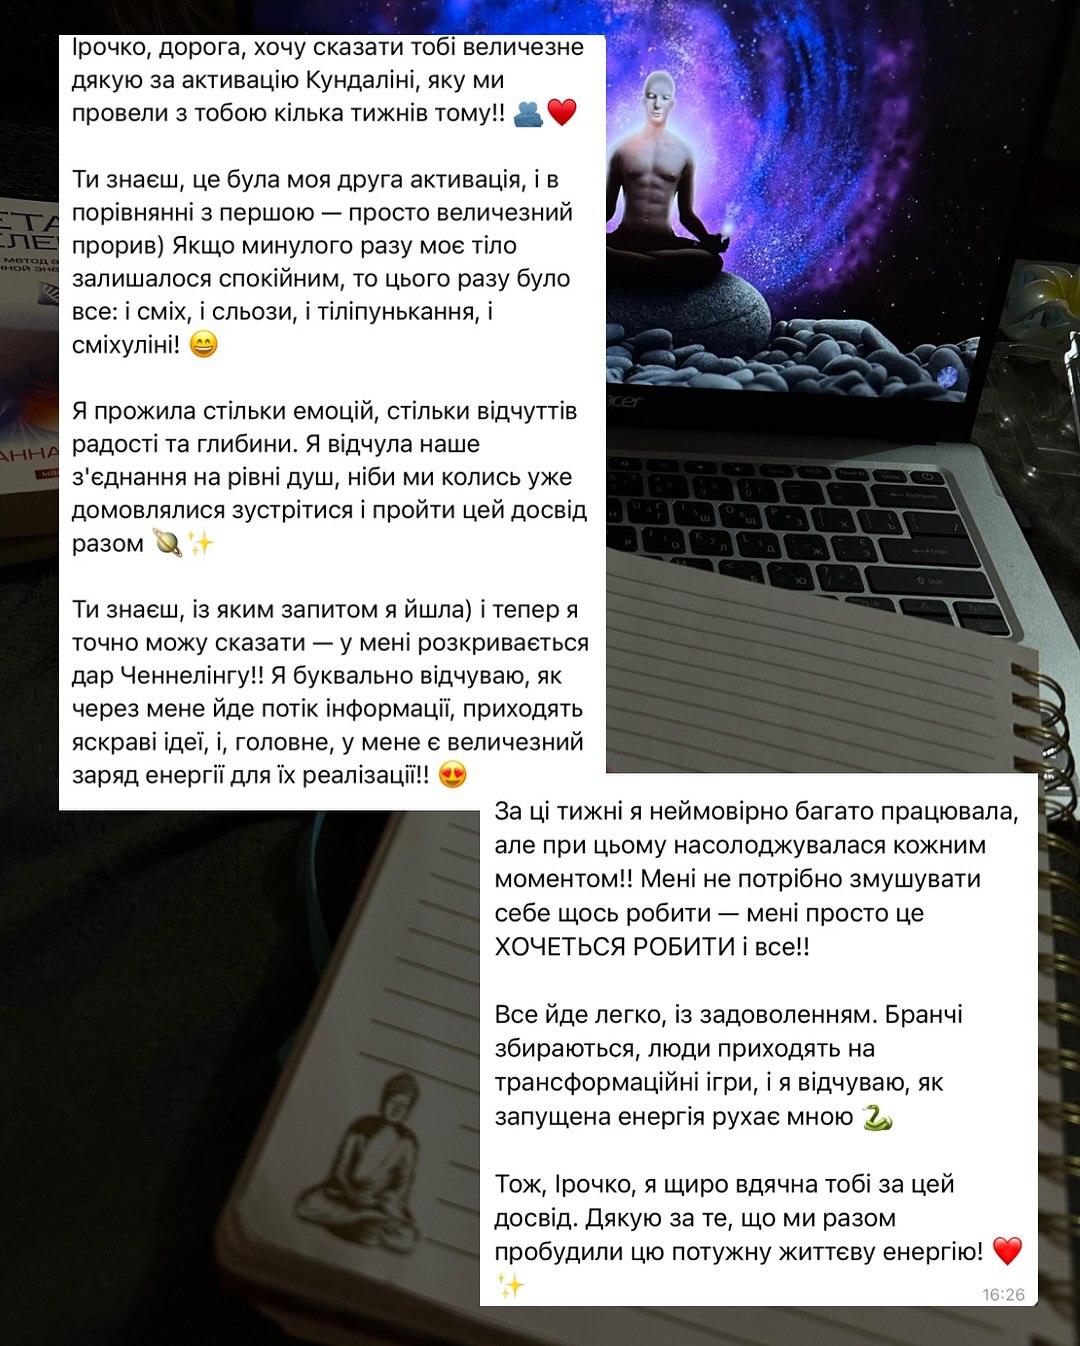 Ірочко, дорога, хочу сказати тобі величезне
дякую за активацію Кундаліні, яку ми
провели з тобою кілька тижнів тому!! 🫂❤️
Ти знаєш, це була моя друга активація, і в
порівнянні з першою — просто величезний
прорив) Якщо минулого разу моє тіло
залишалося спокійним, то цього разу було
все: і сміх, і сльози, і тіліпунькання, і
сміхуліні! 😄
Я прожила стільки емоцій, стільки відчуттів
радості та глибини. Я відчула наше
з'єднання на рівні душ, ніби ми колись уже
домовлялися зустрітися і пройти цей досвід
разом 🪐✨
Ти знаєш, із яким запитом я йшла) і тепер я
точно можу сказати — у мені розкривається
дар Ченнелінгу!! Я буквально відчуваю, як
через мене йде потік інформації, приходять
яскраві ідеї, і, головне, у мене є величезний
заряд енергії для їх реалізації!! 😍
За ці тижні я неймовірно багато працювала,
але при цьому насолоджувалася кожним
моментом!! Мені не потрібно змушувати
себе щось робити — мені просто це
ХОЧЕТЬСЯ РОБИТИ і все!!
Все йде легко, із задоволенням. Бранчі
збираються, люди приходять на
трансформаційні ігри, і я відчуваю, як
запущена енергія рухає мною 🐍
Тож, Ірочко, я щиро вдячна тобі за цей
досвід. Дякую за те, що ми разом
пробудили цю потужну життєву енергію! ❤️
✨
16:26
acer